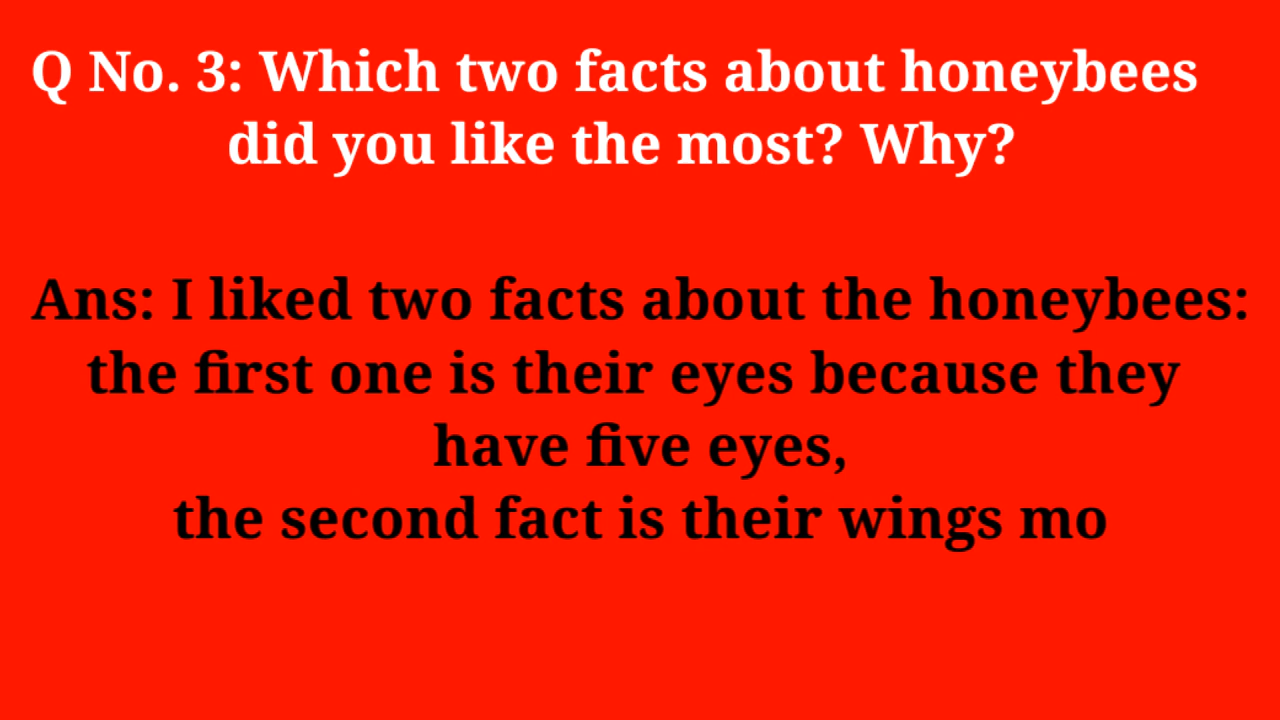 Q No. 3: Which two facts about honeybees
did you like the most? Why?
Ans: I liked two facts about the honeybees:
the first one is their eyes because they
have five eyes,
the second fact is their wings mo